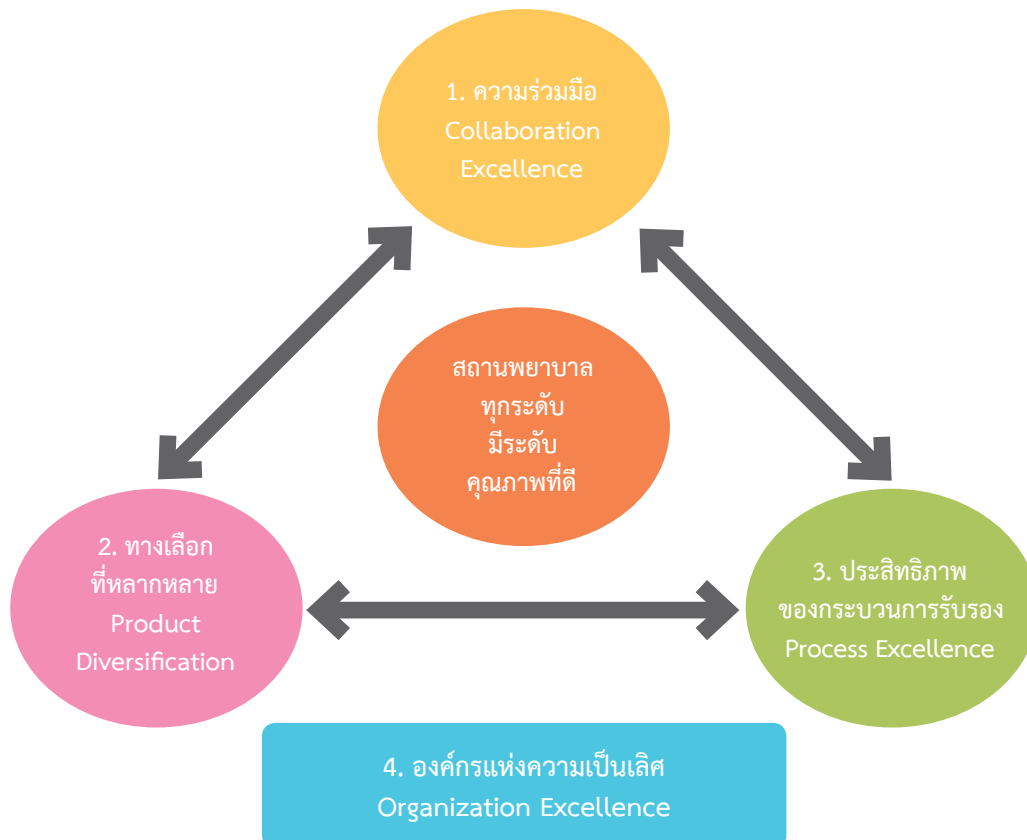 1. ความร่วมมือ
Collaboration
Excellence
สถานพยาบาล
ทุกระดับ
มีระดับ
คุณภาพที่ดี
2. ทางเลือก
ที่หลากหลาย
Product
Diversification
3. ประสิทธิภาพ
ของกระบวนการรับรอง
Process Excellence
4. องค์กรแห่งความเป็นเลิศ
Organization Excellence